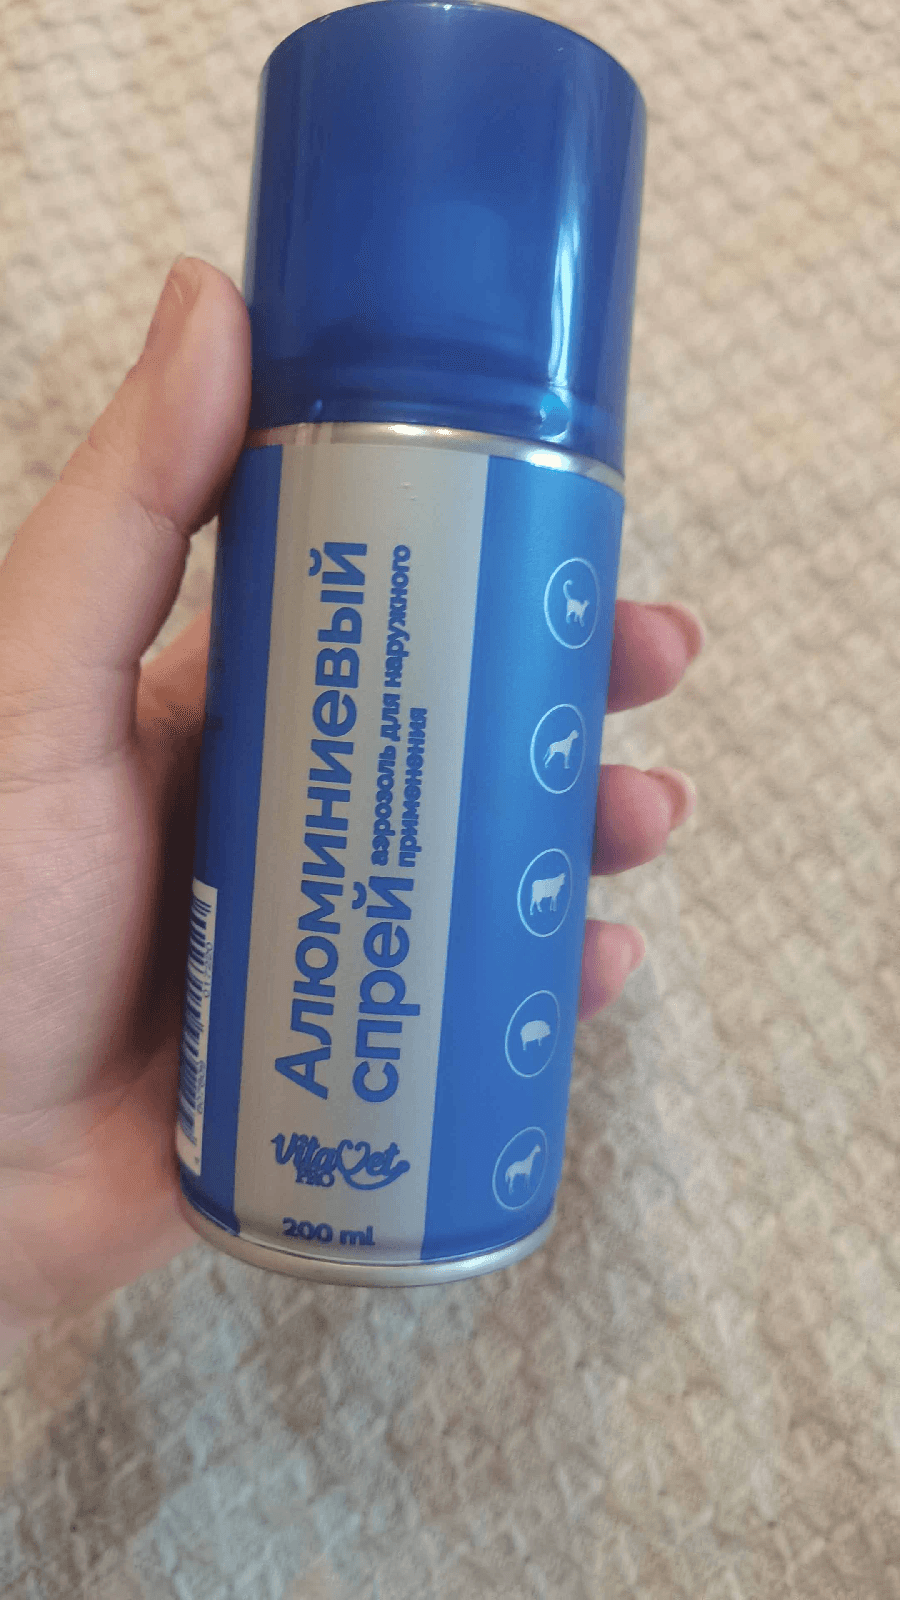 Алюминиевый
спрей
аэрозоль для наружного
применения
VitaVet
PRO
200 ml